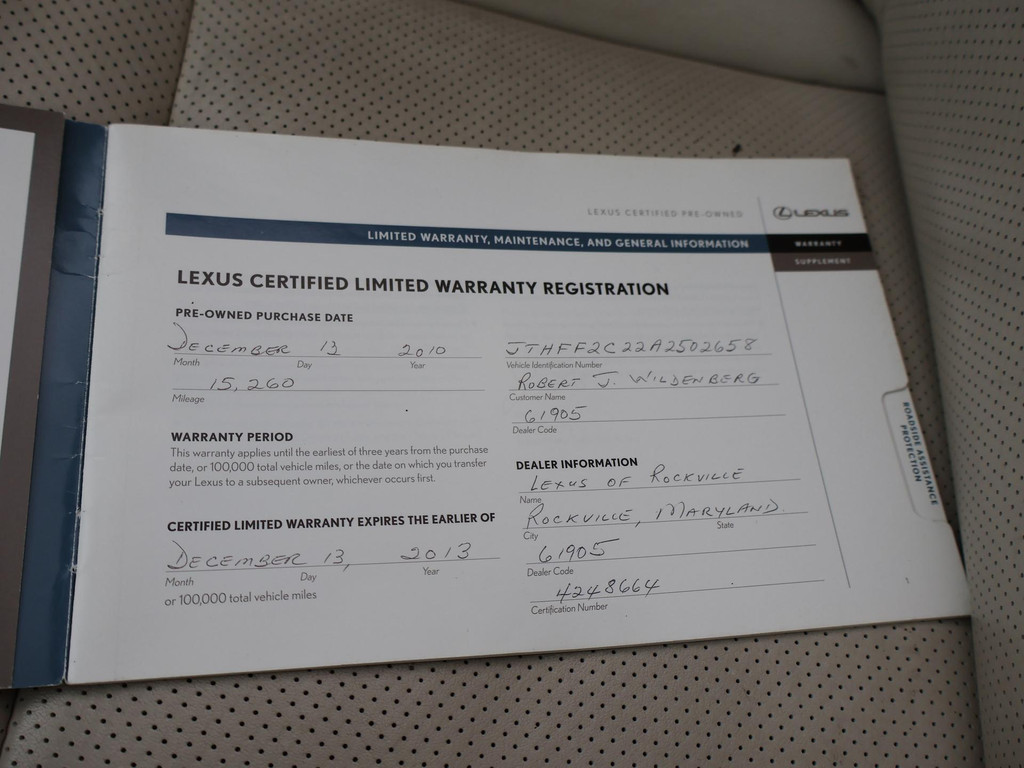 LEXUS CERTIFIED PRE-OWNED
LEXUS
LIMITED WARRANTY, MAINTENANCE, AND GENERAL INFORMATION
WARRANTY
SUPPLEMENT
LEXUS CERTIFIED LIMITED WARRANTY REGISTRATION
PRE-OWNED PURCHASE DATE
DECEMBER 13 2010
Month Day Year
15,260
Mileage
WARRANTY PERIOD
This warranty applies until the earliest of three years from the purchase
date, or 100,000 total vehicle miles, or the date on which you transfer
your Lexus to a subsequent owner, whichever occurs first.
CERTIFIED LIMITED WARRANTY EXPIRES THE EARLIER OF
DECEMBER 13, 2013
Month Day Year
or 100,000 total vehicle miles
JTHFF2C22A2502658
Vehicle Identification Number
ROBERT J. WILDENBERG
Customer Name
61905
Dealer Code
DEALER INFORMATION
LEXUS OF ROCKVILLE
Name
ROCKVILLE, MARYLAND.
City State
61905
Dealer Code
4248664
Certification Number
ROADSIDE ASSISTANCE
PROTECTION